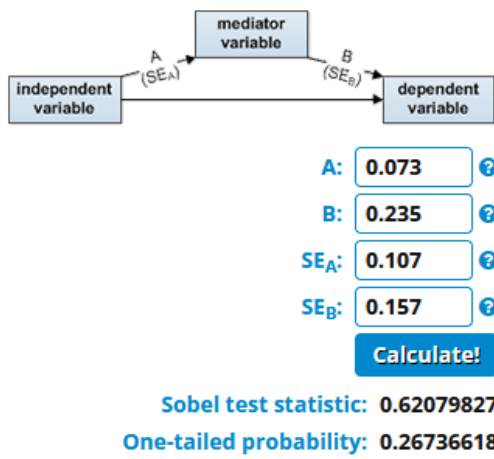 mediator
variable
A
(SEA)
B
(SEB)
independent
variable
dependent
variable
A: 0.073 ?
B: 0.235 ?
SEA: 0.107 ?
SEB: 0.157 ?
Calculate!
Sobel test statistic: 0.62079827
One-tailed probability: 0.26736618